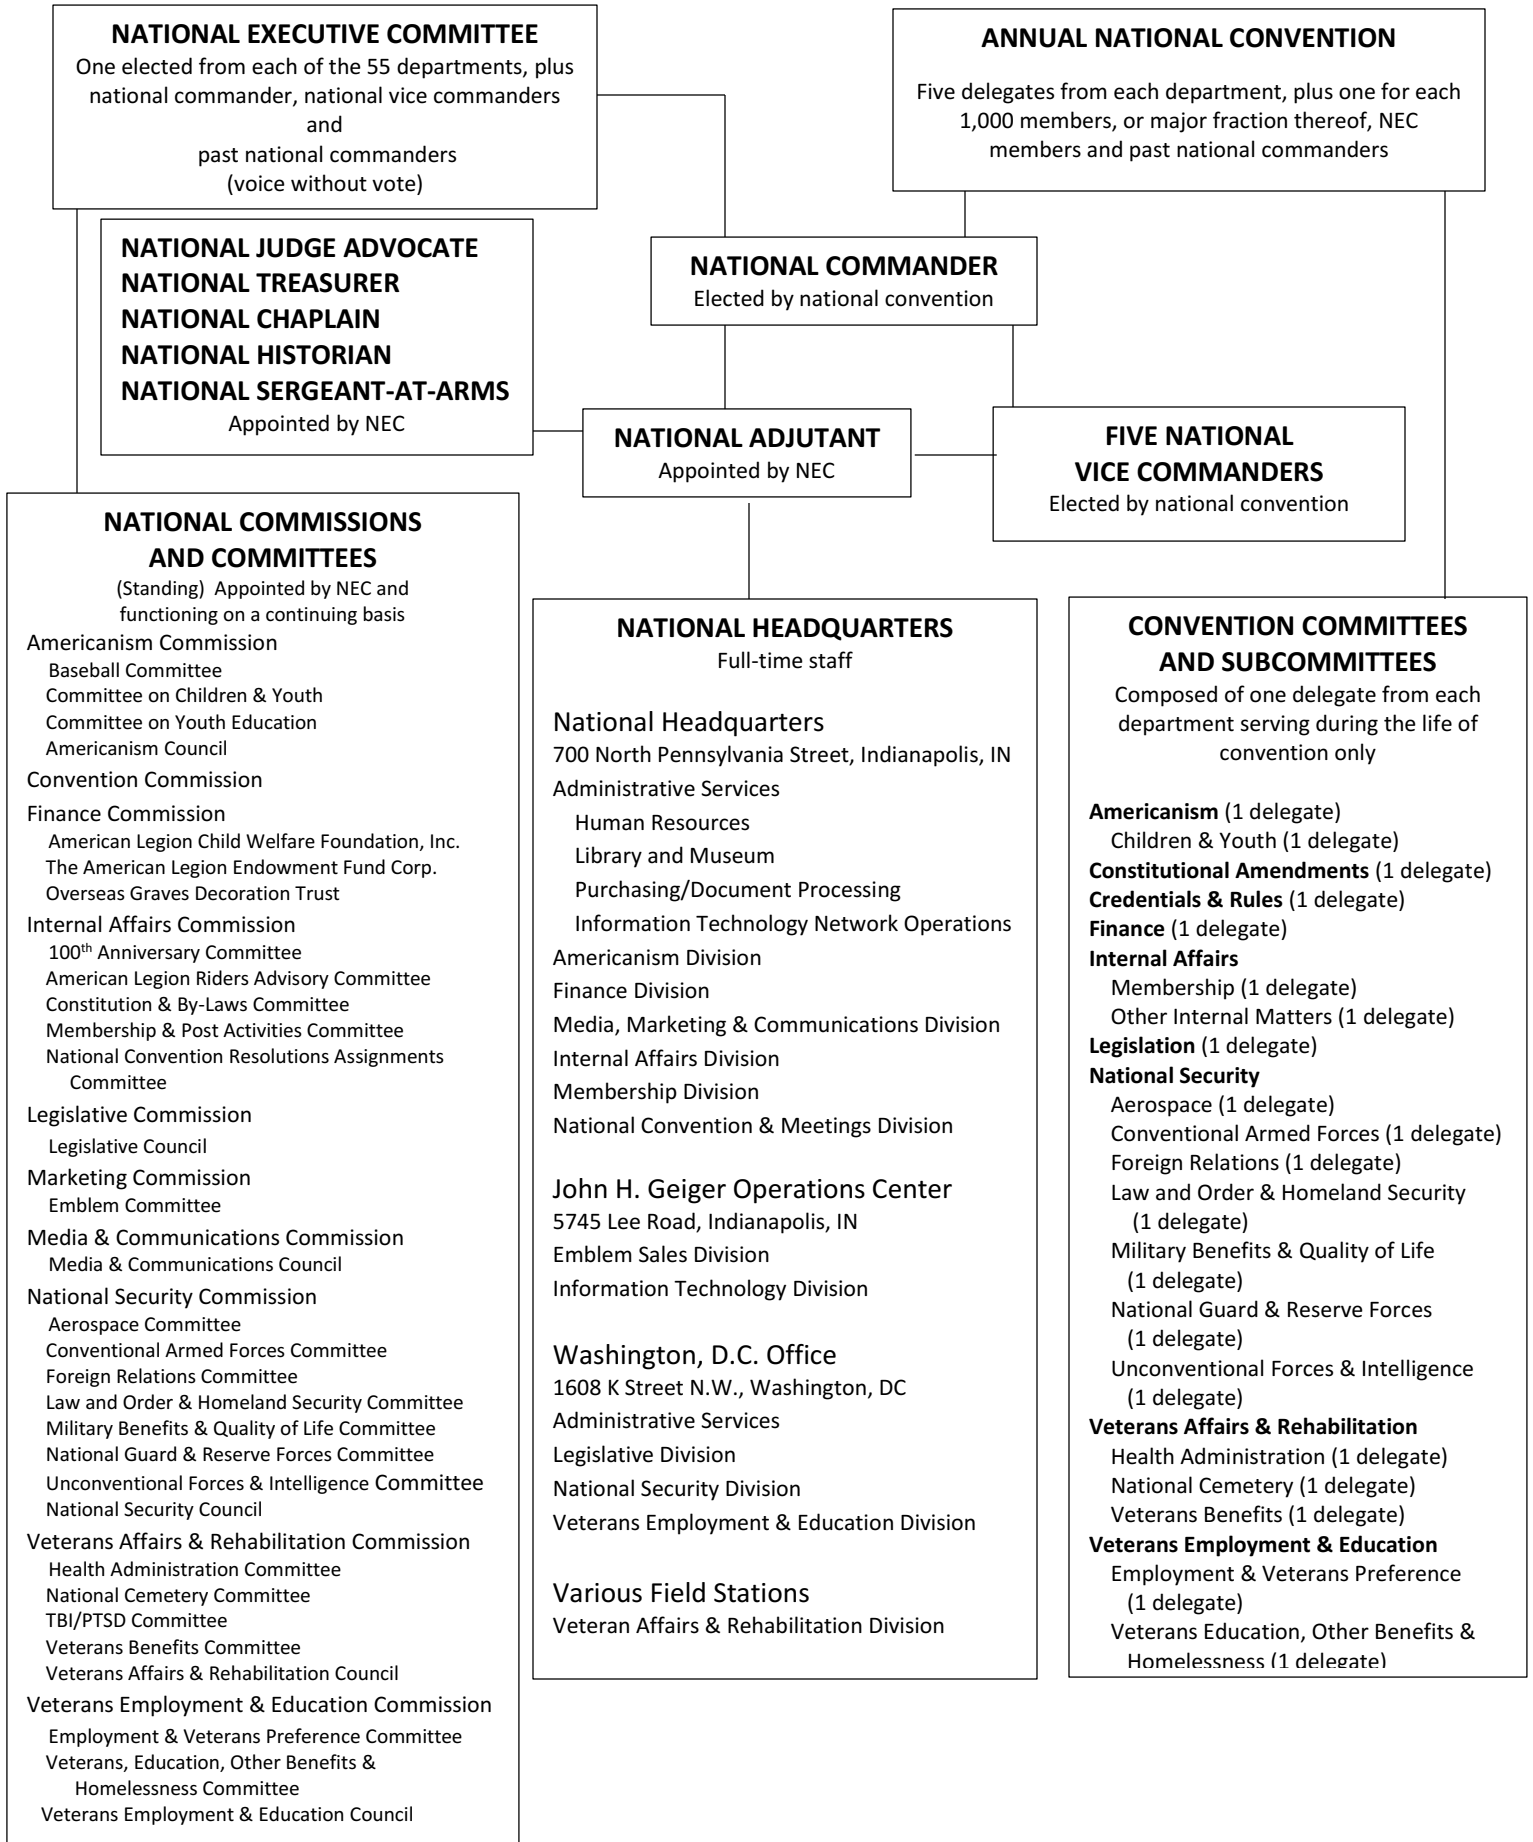 NATIONAL EXECUTIVE COMMITTEE
One elected from each of the 55 departments, plus
national commander, national vice commanders
and
past national commanders
(voice without vote)
ANNUAL NATIONAL CONVENTION
Five delegates from each department, plus one for each
1,000 members, or major fraction thereof, NEC
members and past national commanders
NATIONAL JUDGE ADVOCATE
NATIONAL TREASURER
NATIONAL CHAPLAIN
NATIONAL HISTORIAN
NATIONAL SERGEANT-AT-ARMS
Appointed by NEC
NATIONAL COMMANDER
Elected by national convention
NATIONAL ADJUTANT
Appointed by NEC
FIVE NATIONAL
VICE COMMANDERS
Elected by national convention
NATIONAL COMMISSIONS
AND COMMITTEES
(Standing) Appointed by NEC and
functioning on a continuing basis
Americanism Commission
Baseball Committee
Committee on Children & Youth
Committee on Youth Education
Americanism Council
Convention Commission
Finance Commission
American Legion Child Welfare Foundation, Inc.
The American Legion Endowment Fund Corp.
Overseas Graves Decoration Trust
Internal Affairs Commission
100th Anniversary Committee
American Legion Riders Advisory Committee
Constitution & By-Laws Committee
Membership & Post Activities Committee
National Convention Resolutions Assignments
Committee
Legislative Commission
Legislative Council
Marketing Commission
Emblem Committee
Media & Communications Commission
Media & Communications Council
National Security Commission
Aerospace Committee
Conventional Armed Forces Committee
Foreign Relations Committee
Law and Order & Homeland Security Committee
Military Benefits & Quality of Life Committee
National Guard & Reserve Forces Committee
Unconventional Forces & Intelligence Committee
National Security Council
Veterans Affairs & Rehabilitation Commission
Health Administration Committee
National Cemetery Committee
TBI/PTSD Committee
Veterans Benefits Committee
Veterans Affairs & Rehabilitation Council
Veterans Employment & Education Commission
Employment & Veterans Preference Committee
Veterans, Education, Other Benefits &
Homelessness Committee
Veterans Employment & Education Council
NATIONAL HEADQUARTERS
Full-time staff
National Headquarters
700 North Pennsylvania Street, Indianapolis, IN
Administrative Services
Human Resources
Library and Museum
Purchasing/Document Processing
Information Technology Network Operations
Americanism Division
Finance Division
Media, Marketing & Communications Division
Internal Affairs Division
Membership Division
National Convention & Meetings Division
John H. Geiger Operations Center
5745 Lee Road, Indianapolis, IN
Emblem Sales Division
Information Technology Division
Washington, D.C. Office
1608 K Street N.W., Washington, DC
Administrative Services
Legislative Division
National Security Division
Veterans Employment & Education Division
Various Field Stations
Veteran Affairs & Rehabilitation Division
CONVENTION COMMITTEES
AND SUBCOMMITTEES
Composed of one delegate from each
department serving during the life of
convention only
Americanism (1 delegate)
Children & Youth (1 delegate)
Constitutional Amendments (1 delegate)
Credentials & Rules (1 delegate)
Finance (1 delegate)
Internal Affairs
Membership (1 delegate)
Other Internal Matters (1 delegate)
Legislation (1 delegate)
National Security
Aerospace (1 delegate)
Conventional Armed Forces (1 delegate)
Foreign Relations (1 delegate)
Law and Order & Homeland Security
(1 delegate)
Military Benefits & Quality of Life
(1 delegate)
National Guard & Reserve Forces
(1 delegate)
Unconventional Forces & Intelligence
(1 delegate)
Veterans Affairs & Rehabilitation
Health Administration (1 delegate)
National Cemetery (1 delegate)
Veterans Benefits (1 delegate)
Veterans Employment & Education
Employment & Veterans Preference
(1 delegate)
Veterans Education, Other Benefits &
Homelessness (1 delegate)